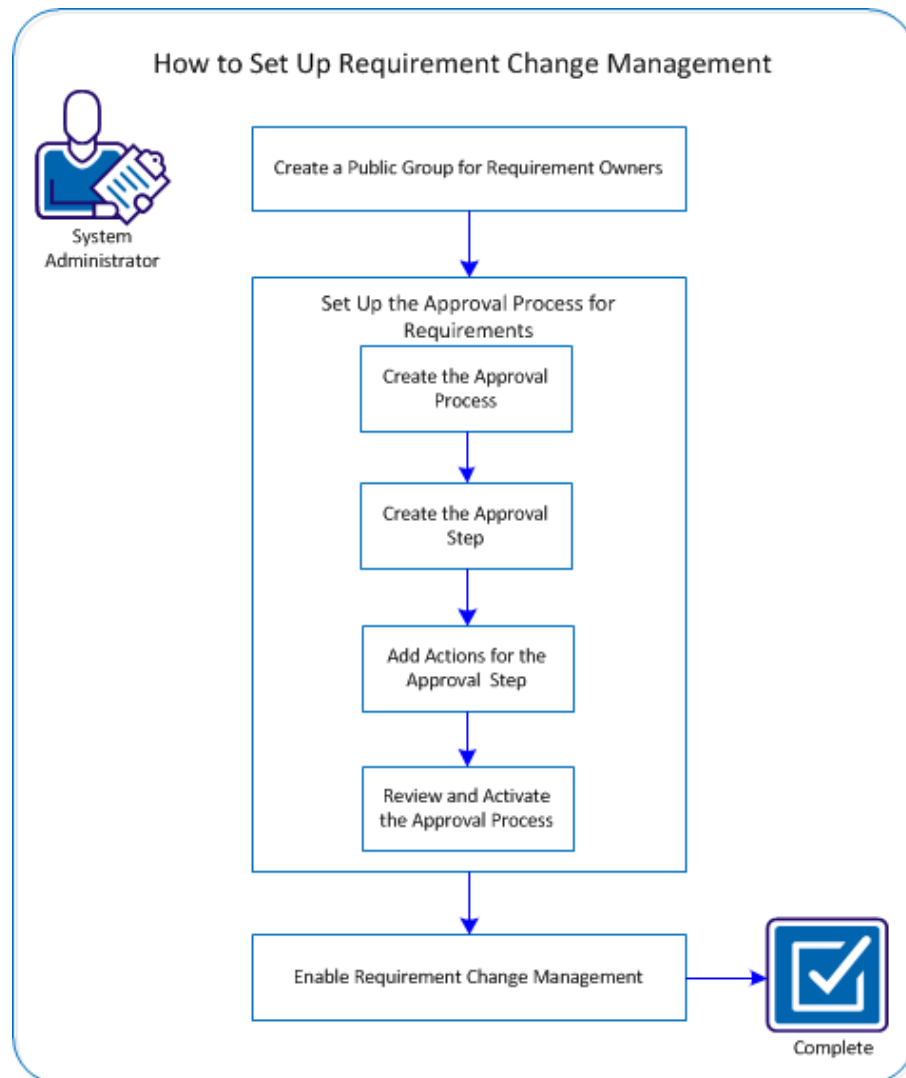 How to Set Up Requirement Change Management
System
Administrator
Create a Public Group for Requirement Owners
Set Up the Approval Process for
Requirements
Create the Approval
Process
Create the Approval
Step
Add Actions for the
Approval Step
Review and Activate
the Approval Process
Enable Requirement Change Management
Complete